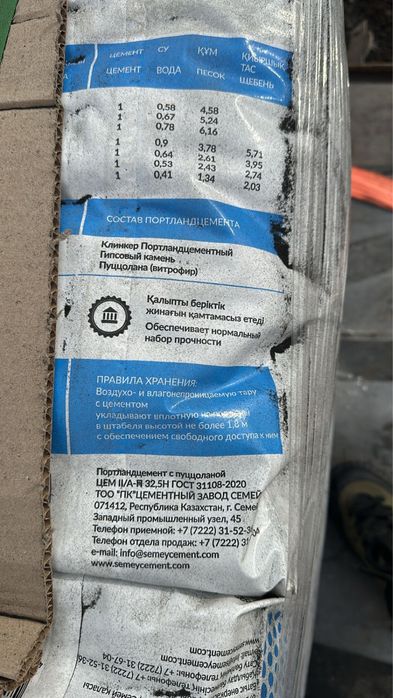 ЦЕМЕНТ СУ ҚҰМ ҚИЫРШЫҚ ТАС
ЦЕМЕНТ ВОДА ПЕСОК ЩЕБЕНЬ
1 0,58 4,58
1 0,67 5,24
1 0,78 6,16
1 0,9 3,78 5,71
1 0,64 2,61 3,95
1 0,53 2,43 2,74
1 0,41 1,34 2,03
СОСТАВ ПОРТЛАНДЦЕМЕНТА
Клинкер Портландцементный
Гипсовый камень
Пуццолана (витрофир)
Қалыпты беріктік
жинағын қамтамасыз етеді
Обеспечивает нормальный
набор прочности
ПРАВИЛА ХРАНЕНИЯ:
Воздухо- и влагонепроницаемую тару
с цементом
укладывают вплотную
в штабеля высотой не более 1,8 м
с обеспечением свободного доступа к ним
Портландцемент с пуццоланой
ЦЕМ II/А-П 32,5Н ГОСТ 31108-2020
ТОО "ПК"ЦЕМЕНТНЫЙ ЗАВОД СЕМЕЙ
071412, Республика Казахстан, г. Семей
Западный промышленный узел, 45
Телефон приемной: +7 (7222) 31-52-36
Телефон отдела продаж: +7 (7222) 31
e-mail: info@semeycement.com
www.semeycement.com